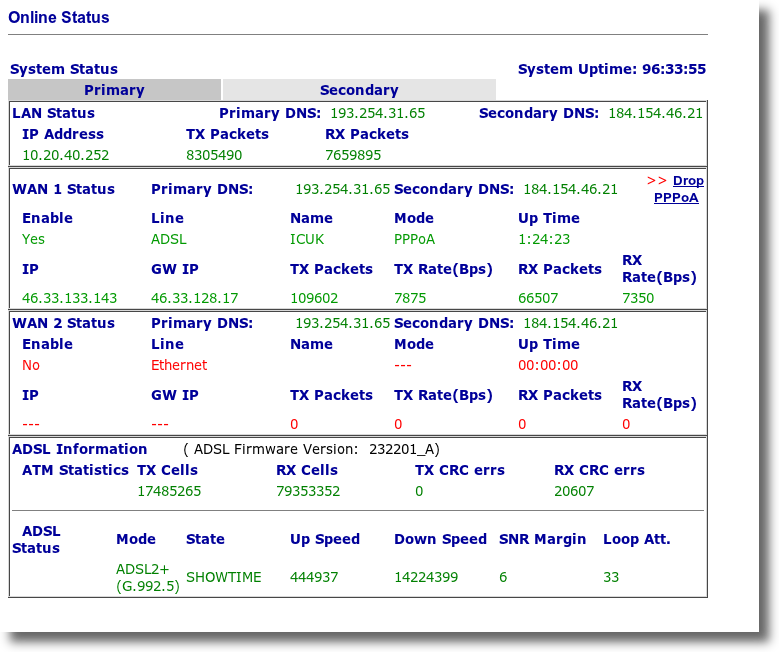 Online Status
System Status System Uptime: 96:33:55
Primary Secondary
LAN Status Primary DNS: 193.254.31.65 Secondary DNS: 184.154.46.21
IP Address TX Packets RX Packets
10.20.40.252 8305490 7659895
WAN 1 Status Primary DNS: 193.254.31.65 Secondary DNS: 184.154.46.21 >> Drop
PPPoA
Enable Line Name Mode Up Time
Yes ADSL ICUK PPPoA 1:24:23
IP GW IP TX Packets TX Rate(Bps) RX Packets RX
Rate(Bps)
46.33.133.143 46.33.128.17 109602 7875 66507 7350
WAN 2 Status Primary DNS: 193.254.31.65 Secondary DNS: 184.154.46.21
Enable Line Name Mode Up Time
No Ethernet --- 00:00:00
IP GW IP TX Packets TX Rate(Bps) RX Packets RX
Rate(Bps)
--- --- 0 0 0 0
ADSL Information ( ADSL Firmware Version: 232201_A)
ATM Statistics TX Cells RX Cells TX CRC errs RX CRC errs
17485265 79353352 0 20607
ADSL
Status Mode State Up Speed Down Speed SNR Margin Loop Att.
ADSL2+
(G.992.5) SHOWTIME 444937 14224399 6 33